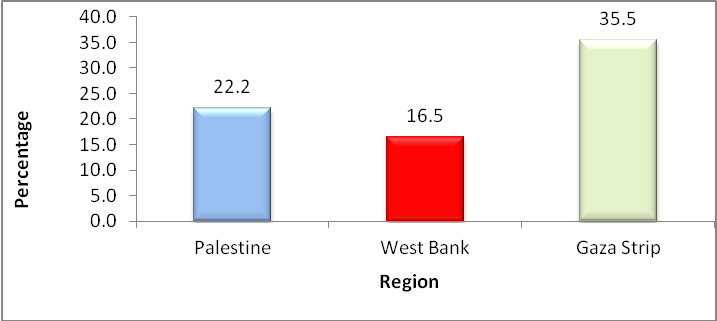 40.0
35.0
30.0
25.0
20.0
15.0
10.0
5.0
0.0
Percentage
22.2
16.5
35.5
Palestine
West Bank
Gaza Strip
Region